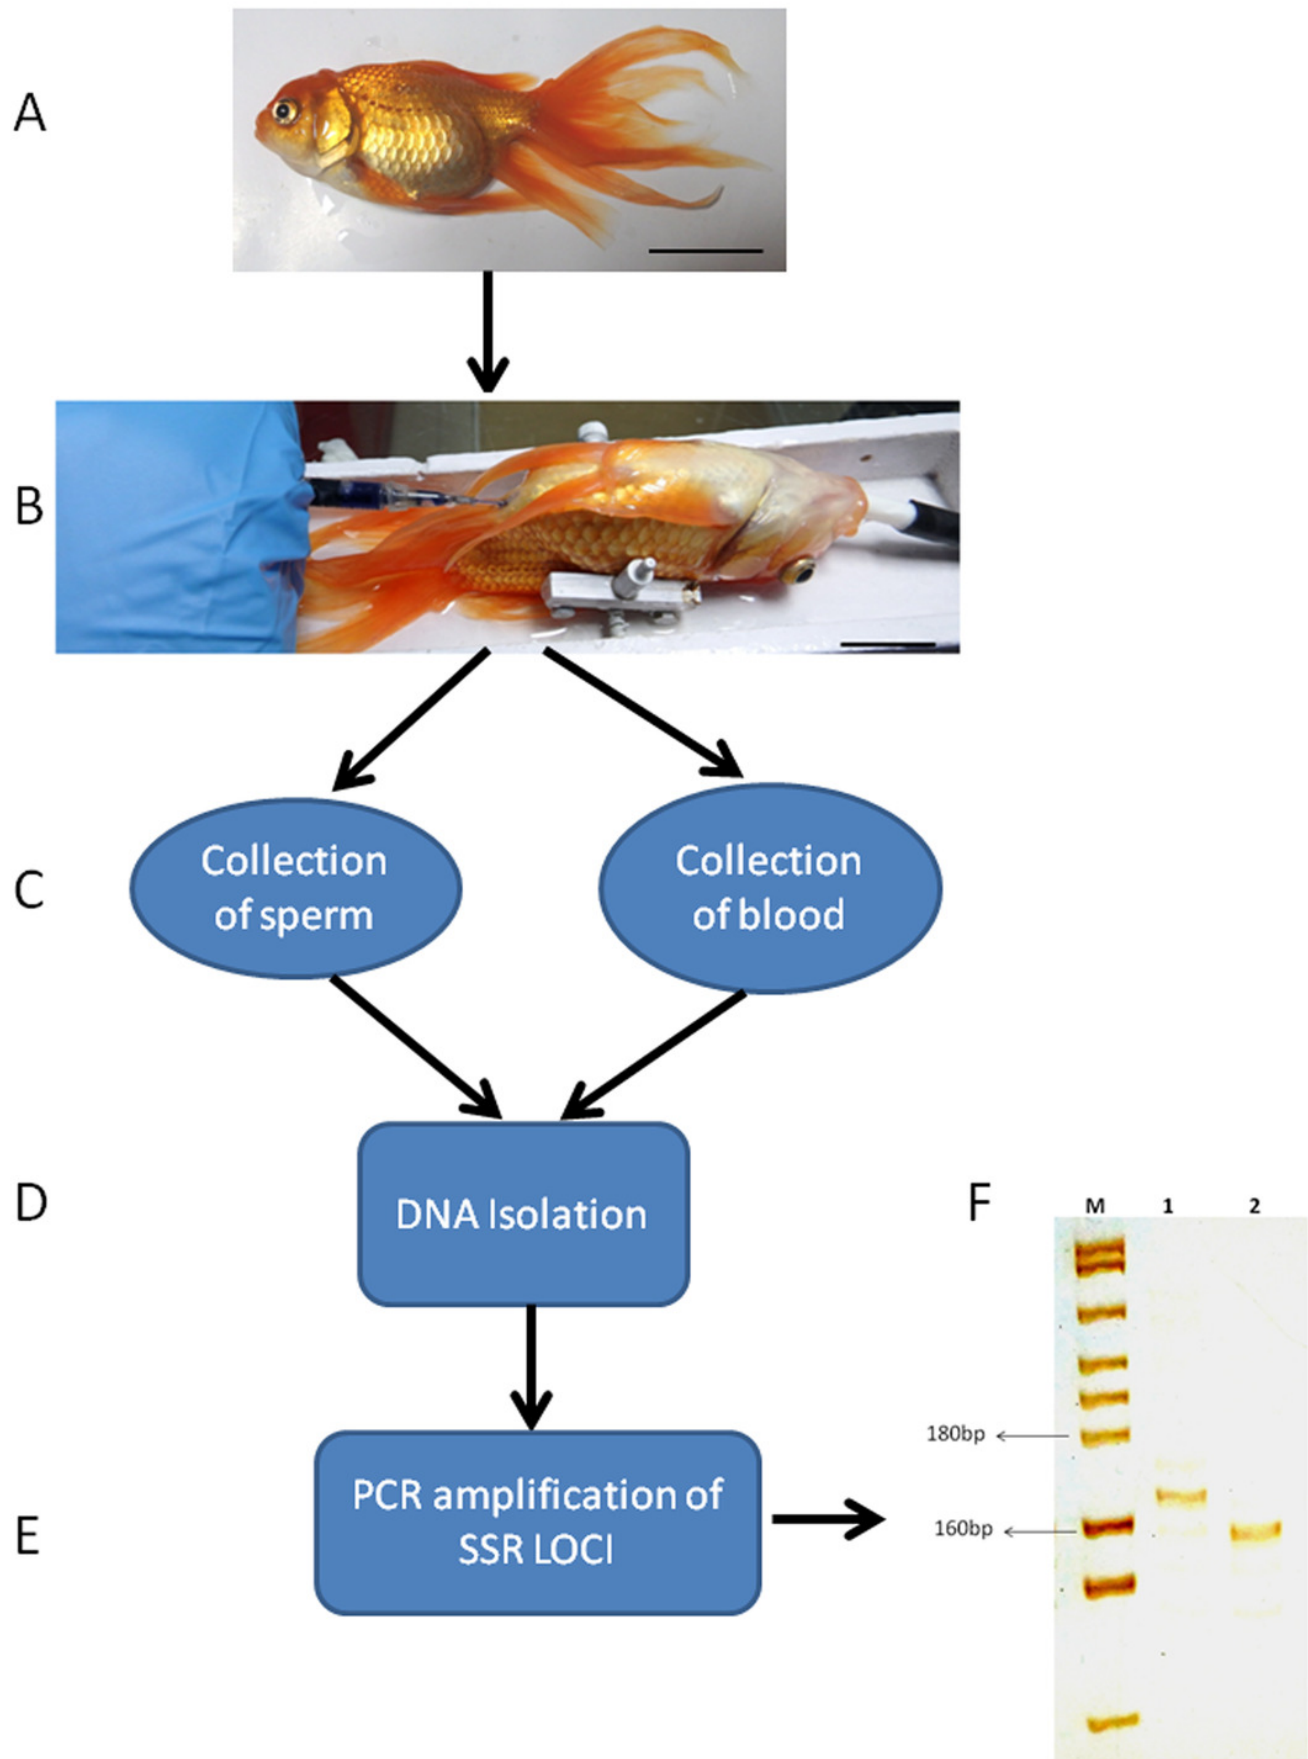 A
B
C
Collection
of sperm
Collection
of blood
D
DNA Isolation
E
PCR amplification of
SSR LOCI
F
M 1 2
180bp
160bp